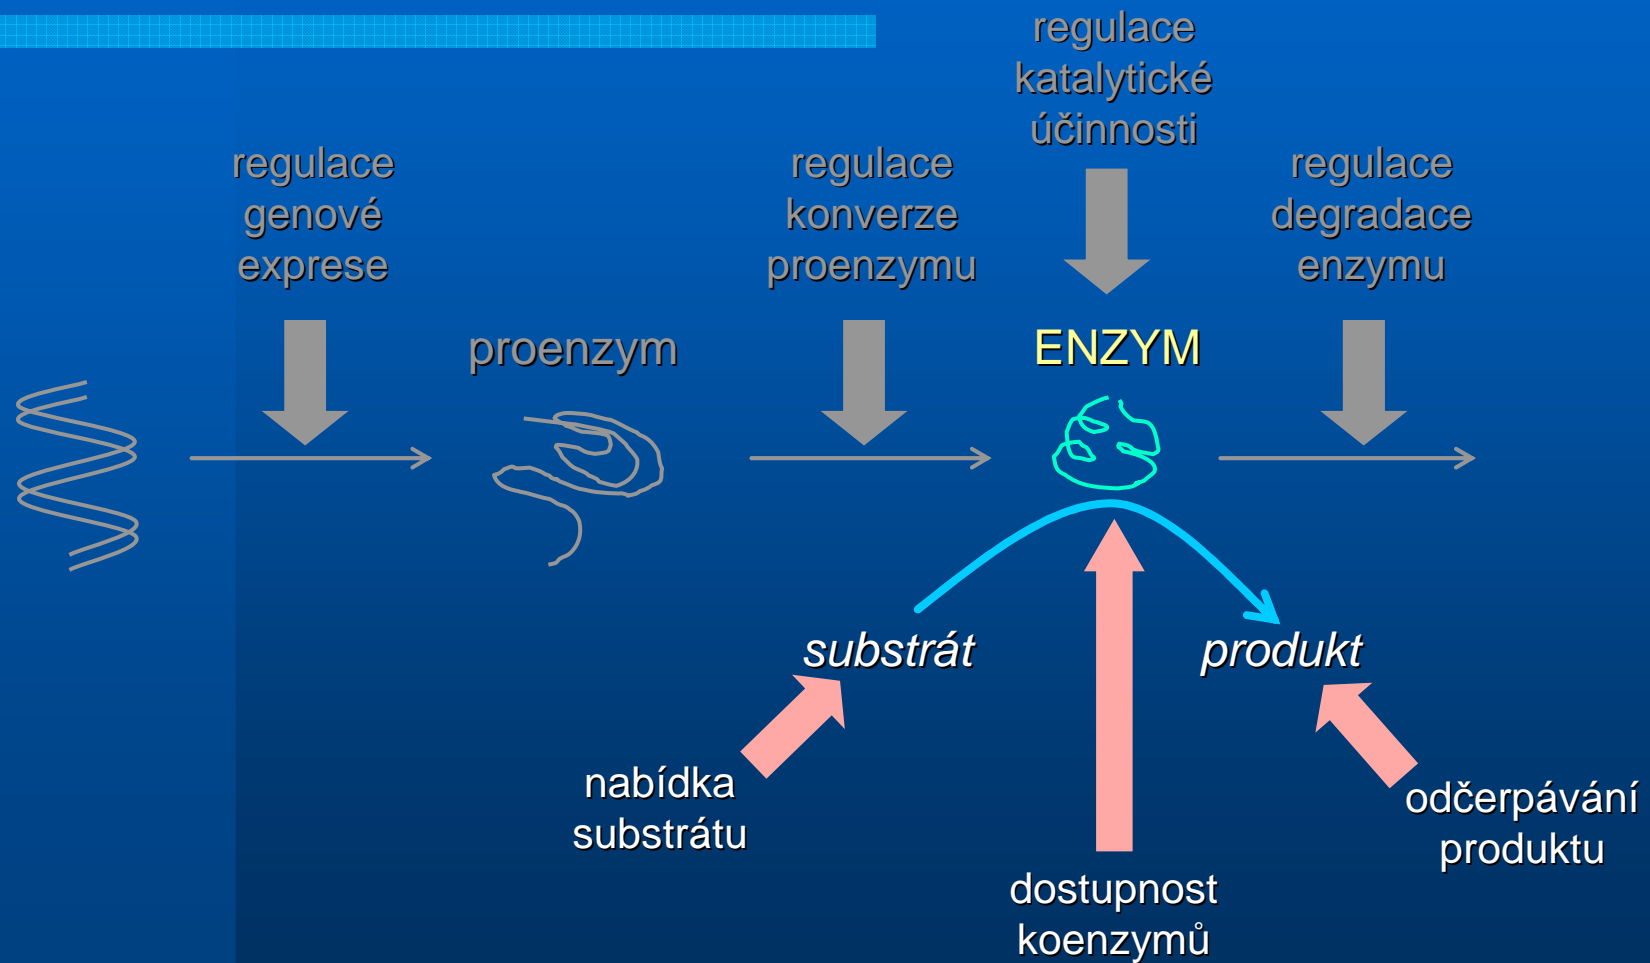 regulace
katalytické
účinnosti
regulace
genové
exprese
regulace
konverze
proenzymu
regulace
degradace
enzymu
proenzym
ENZYM
substrát
produkt
nabídka
substrátu
odčerpávání
produktu
dostupnost
koenzymů